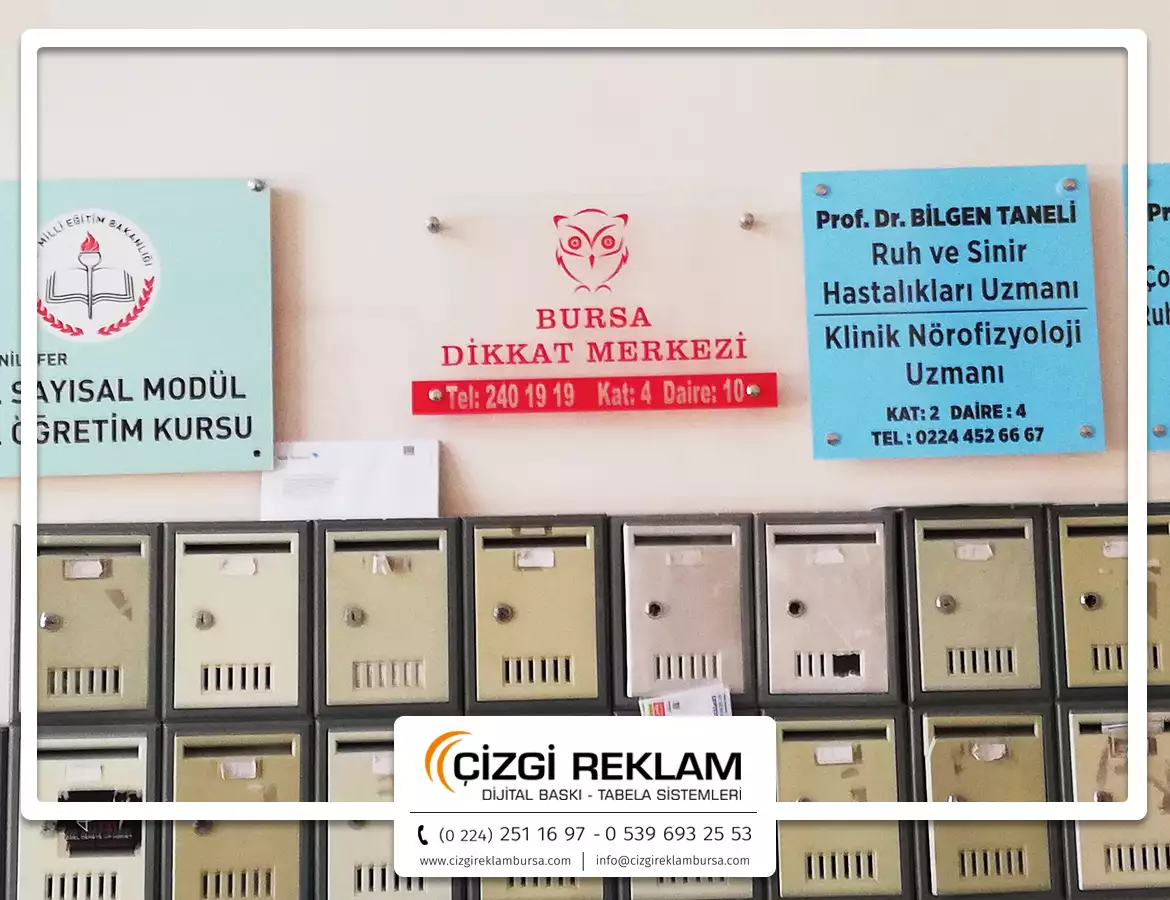 MİLLİ EĞİTİM BAKANLIĞI
SAYISAL MODÜL
ÖĞRETİM KURSU
BURSA
DİKKAT MERKEZİ
Tel: 240 19 19 Kat: 4 Daire: 10
Prof. Dr. BİLGEN TANELİ
Ruh ve Sinir
Hastalıkları Uzmanı
Klinik Nörofizyoloji
Uzmanı
KAT: 2 DAİRE : 4
TEL : 0224 452 66 67
ÇİZGİ REKLAM
DİJİTAL BASKI - TABELA SİSTEMLERİ
(0 224) 251 16 97 - 0 539 693 25 53
www.cizgireklambursa.com | info@cizgireklambursa.com